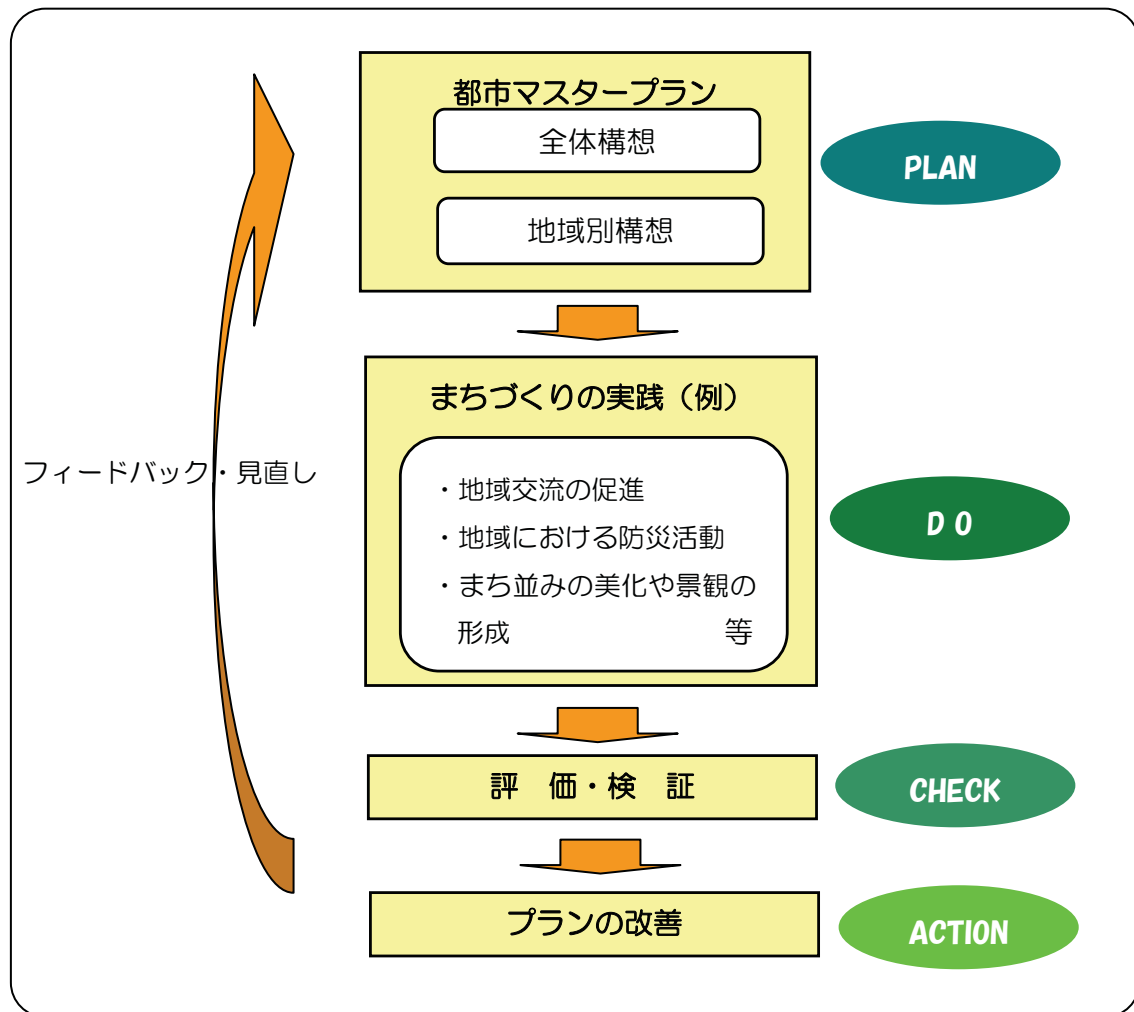 都市マスタープラン
全体構想
地域別構想
PLAN
まちづくりの実践（例）
・地域交流の促進
・地域における防災活動
・まち並みの美化や景観の
形成 等
DO
フィードバック・見直し
評 価・検 証
CHECK
プランの改善
ACTION